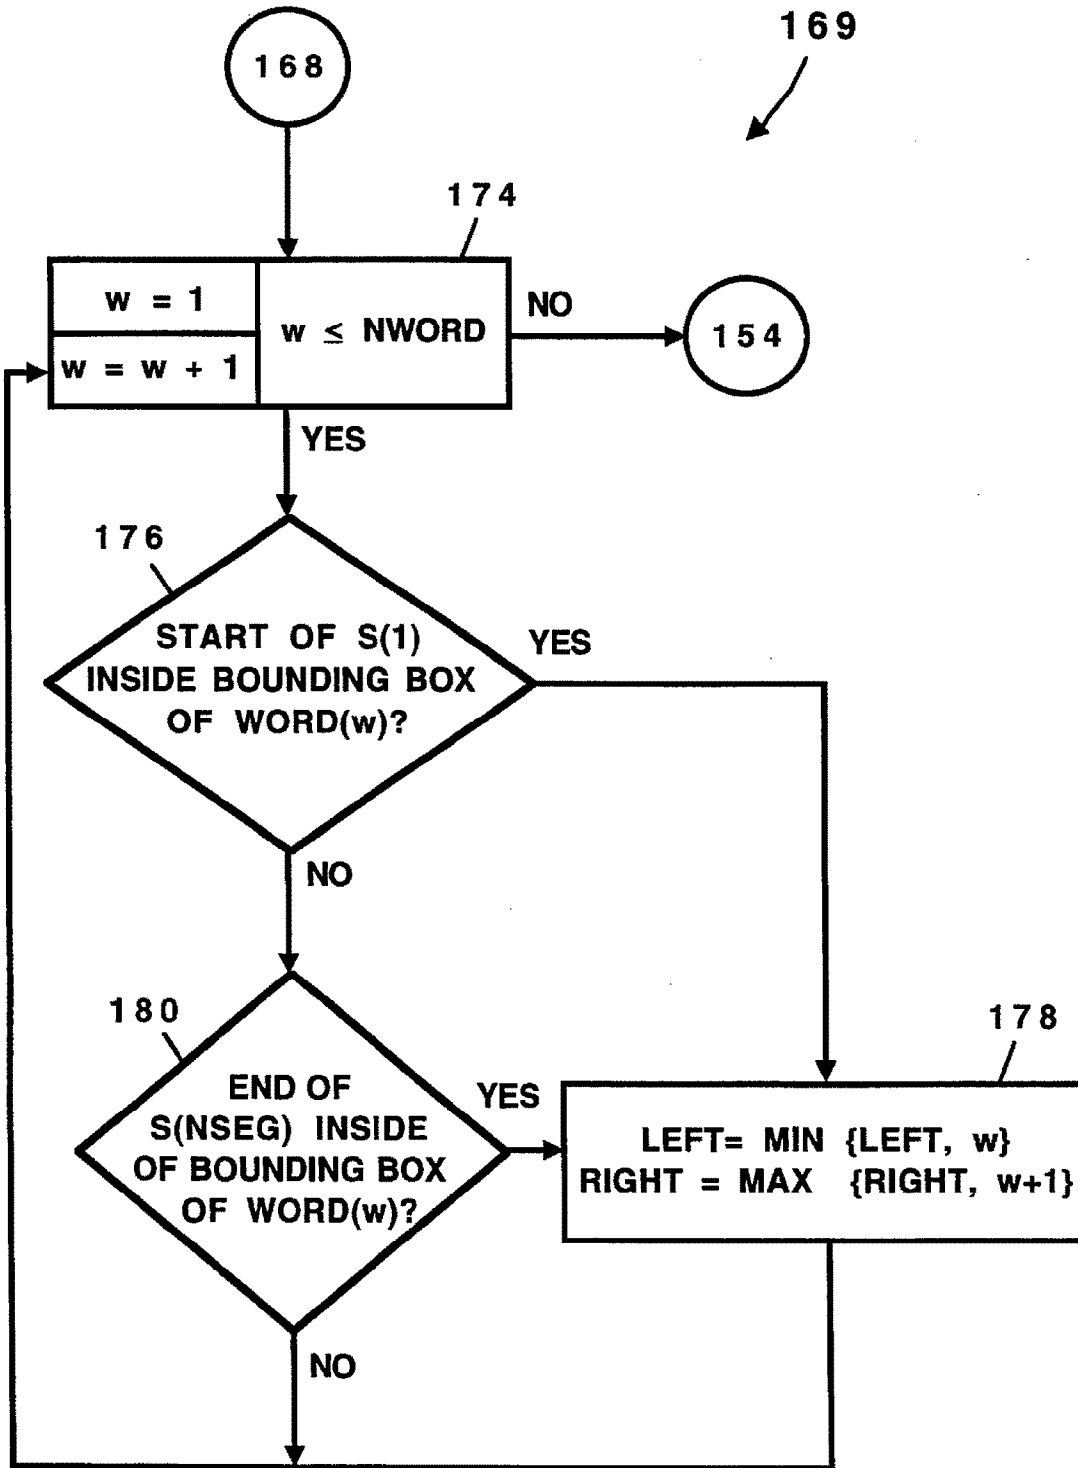 169
168
174
w = 1
w ≤ NWORD
NO
154
w = w + 1
YES
176
START OF S(1)
INSIDE BOUNDING BOX
OF WORD(w)?
YES
NO
180
178
END OF
S(NSEG) INSIDE
OF BOUNDING BOX
OF WORD(w)?
YES
LEFT= MIN {LEFT, w}
RIGHT = MAX {RIGHT, w+1}
NO